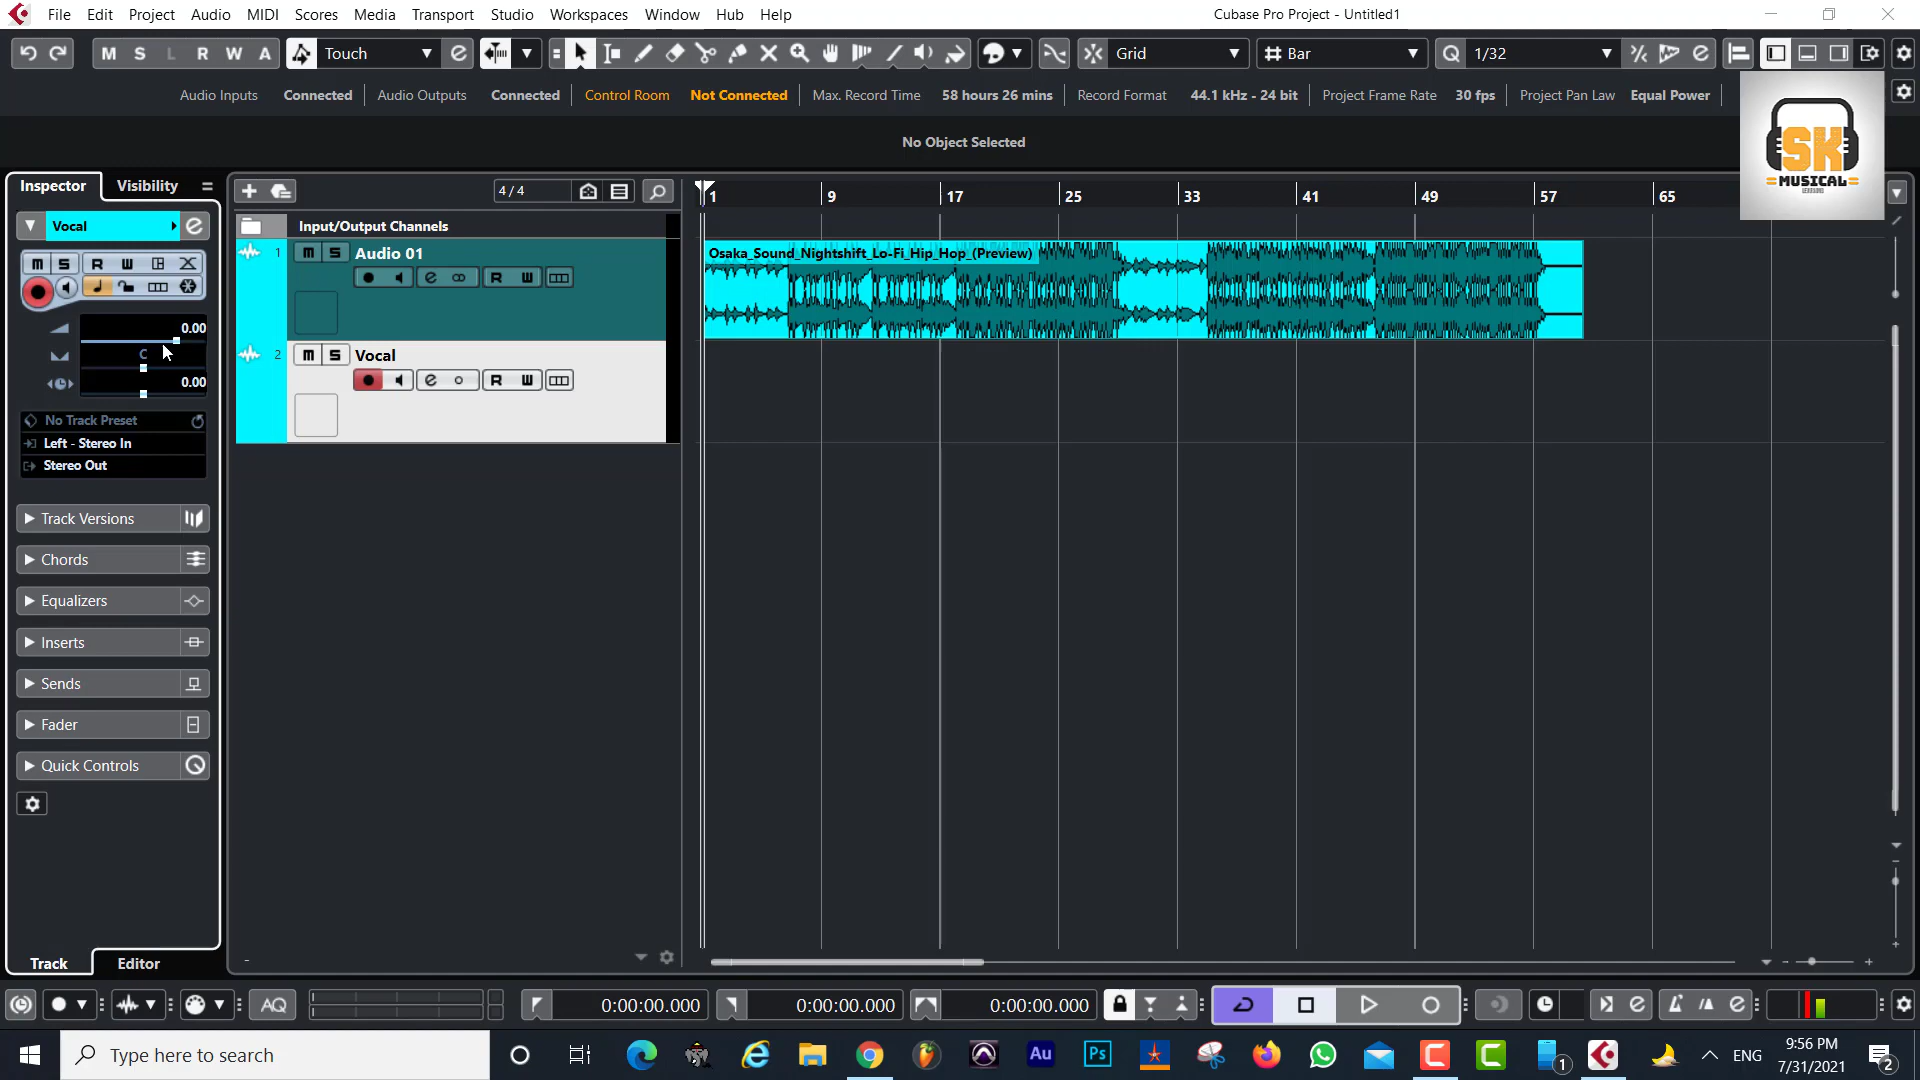 File Edit Project Audio MIDI Scores Media Transport Studio Workspaces Window Hub Help Cubase Pro Project - Untitled1
M S L R W A Touch Grid Bar 1/32
Audio Inputs Connected Audio Outputs Connected Control Room Not Connected Max. Record Time 58 hours 26 mins Record Format 44.1 kHz - 24 bit Project Frame Rate 30 fps Project Pan Law Equal Power
No Object Selected
SK
MUSICAL
Inspector Visibility
4/4
1 9 17 25 33 41 49 57 65
Vocal
Input/Output Channels
1 M S Audio 01
R W
Osaka_Sound_Nightshift_Lo-Fi_Hip_Hop_(Preview)
M S R W
0.00
C
0.00
2 M S Vocal
R W
No Track Preset
Left - Stereo In
Stereo Out
Track Versions
Chords
Equalizers
Inserts
Sends
Fader
Quick Controls
Track Editor
AQ 0:00:00.000 0:00:00.000 0:00:00.000
Type here to search Au Ps 1 ENG 9:56 PM
7/31/2021 2